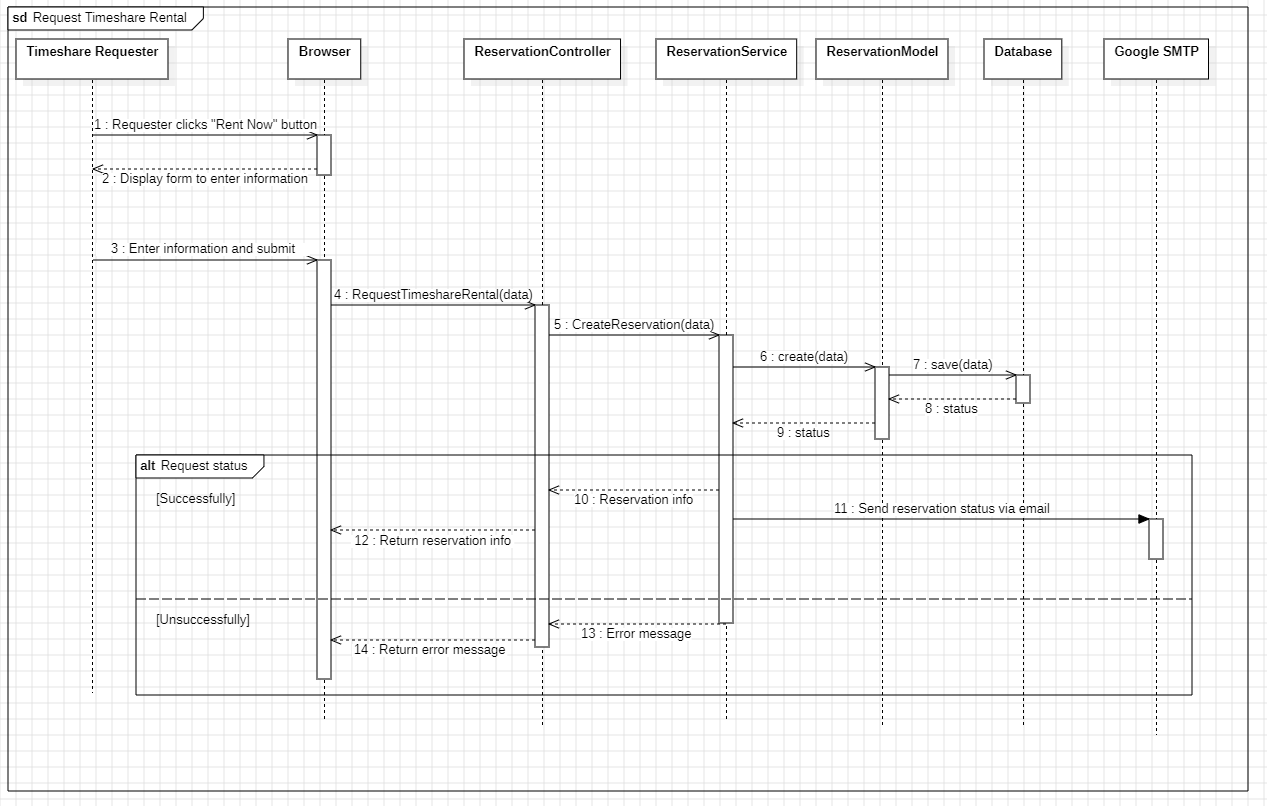 sd Request Timeshare Rental
Timeshare Requester
Browser
ReservationController
ReservationService
ReservationModel
Database
Google SMTP
1 : Requester clicks "Rent Now" button
2 : Display form to enter information
3 : Enter information and submit
4 : RequestTimeshareRental(data)
5 : CreateReservation(data)
6 : create(data)
7 : save(data)
8 : status
9 : status
alt Request status
[Successfully]
10 : Reservation info
11 : Send reservation status via email
12 : Return reservation info
[Unsuccessfully]
13 : Error message
14 : Return error message